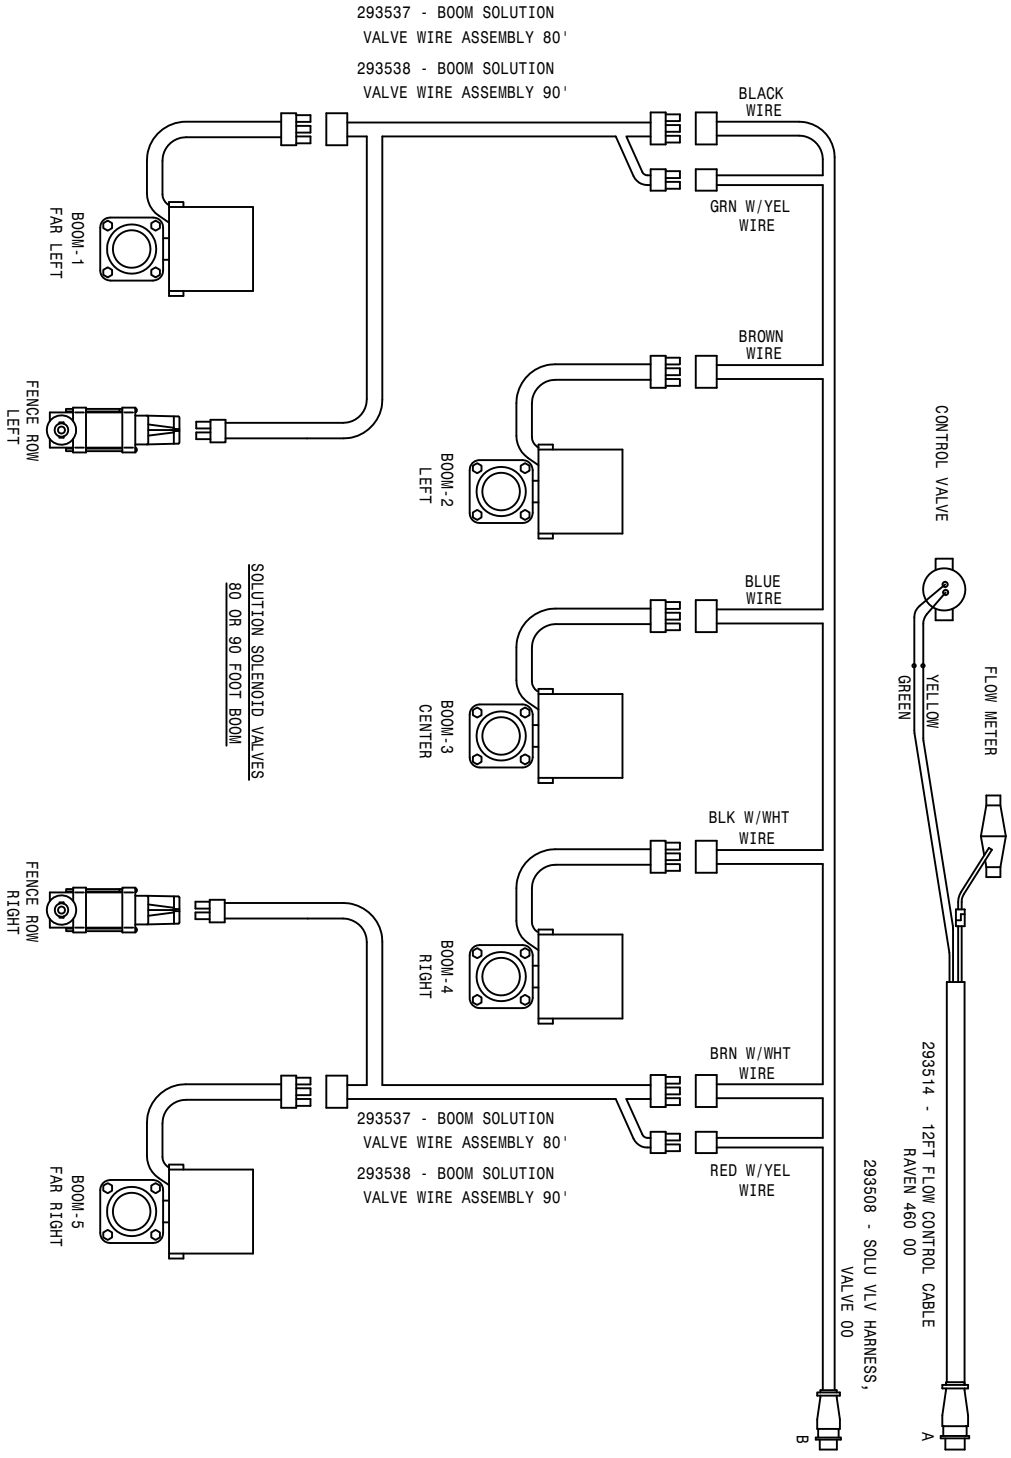 293537 - BOOM SOLUTION
VALVE WIRE ASSEMBLY 80'
293538 - BOOM SOLUTION
VALVE WIRE ASSEMBLY 90'
BLACK
WIRE
GRN W/YEL
WIRE
BOOM-1
FAR LEFT
BROWN
WIRE
FENCE ROW
LEFT
BOOM-2
LEFT
CONTROL VALVE
BLUE
WIRE
SOLUTION SOLENOID VALVES
80 OR 90 FOOT BOOM
YELLOW
GREEN
FLOW METER
BOOM-3
CENTER
BLK W/WHT
WIRE
FENCE ROW
RIGHT
BOOM-4
RIGHT
BRN W/WHT
WIRE
293514 - 12FT FLOW CONTROL CABLE
RAVEN 460 00
293537 - BOOM SOLUTION
VALVE WIRE ASSEMBLY 80'
293538 - BOOM SOLUTION
VALVE WIRE ASSEMBLY 90'
RED W/YEL
WIRE
BOOM-5
FAR RIGHT
293508 - SOLU VLV HARNESS,
VALVE 00
A
B